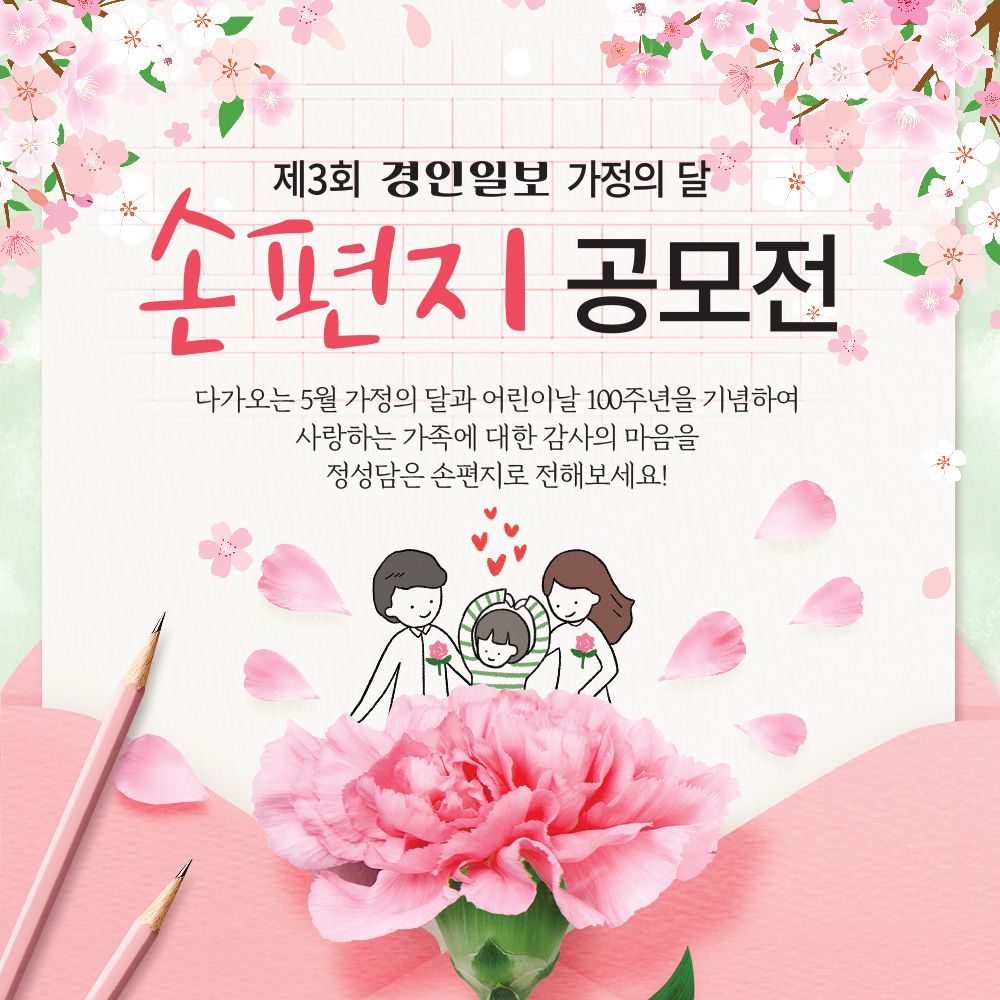 제3회 경인일보 가정의 달
손편지 공모전
다가오는 5월 가정의 달과 어린이날 100주년을 기념하여
사랑하는 가족에 대한 감사의 마음을
정성담은 손편지로 전해보세요!